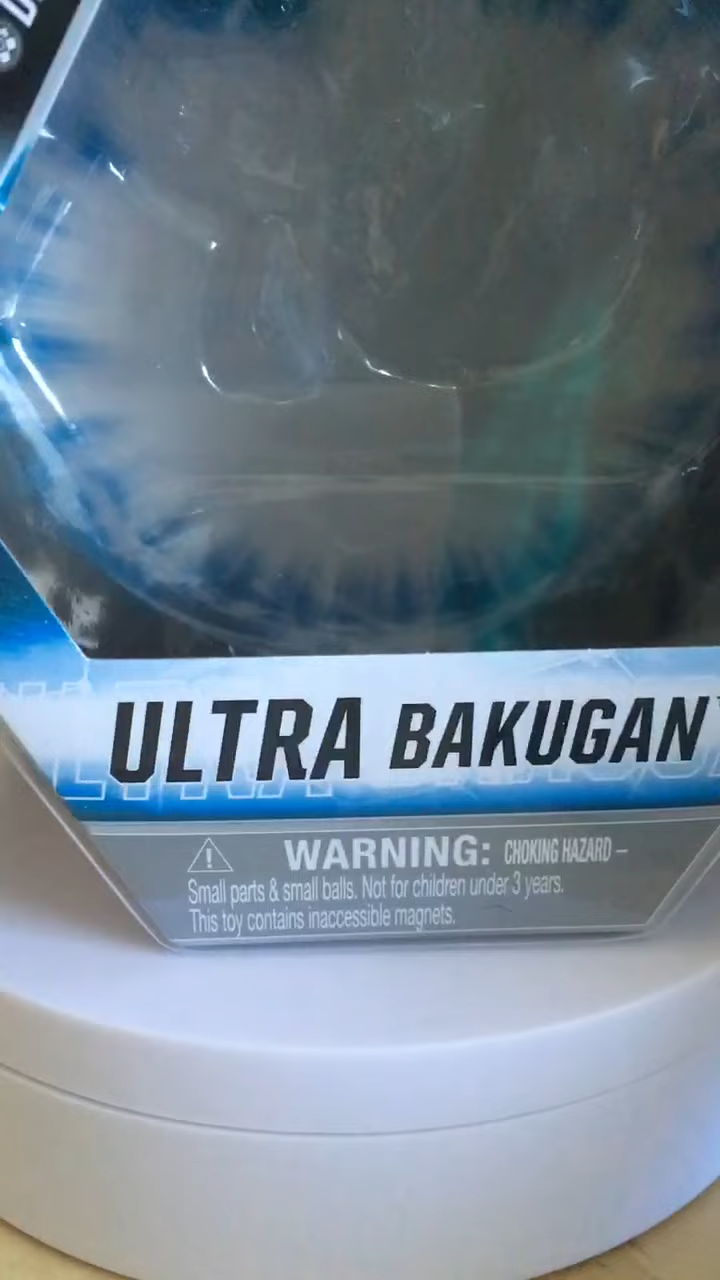 ULTRA BAKUGAN™
WARNING: CHOKING HAZARD –
Small parts & small balls. Not for children under 3 years.
This toy contains inaccessible magnets.